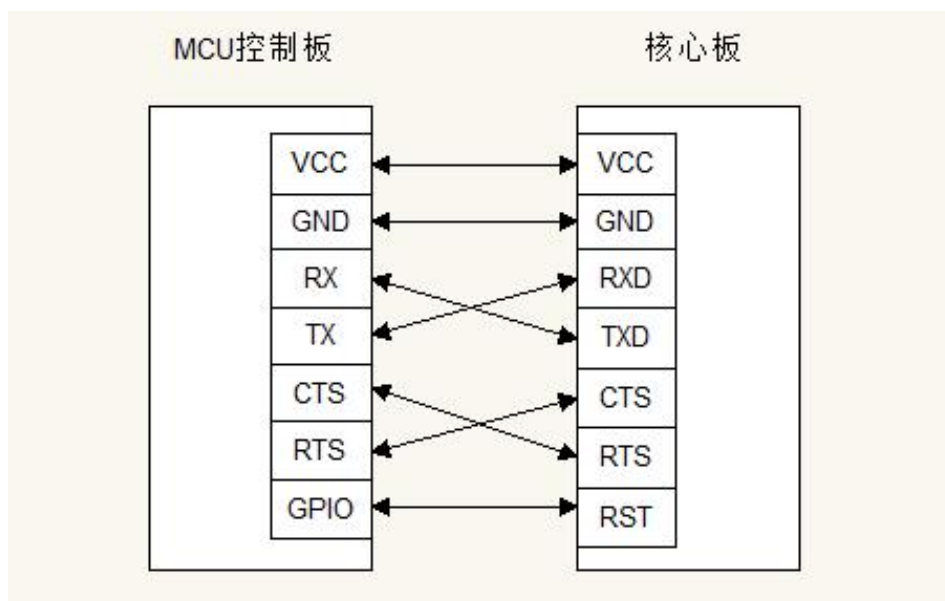 MCU控制板
核心板
VCC
GND
RX
TX
CTS
RTS
GPIO
VCC
GND
RXD
TXD
CTS
RTS
RST